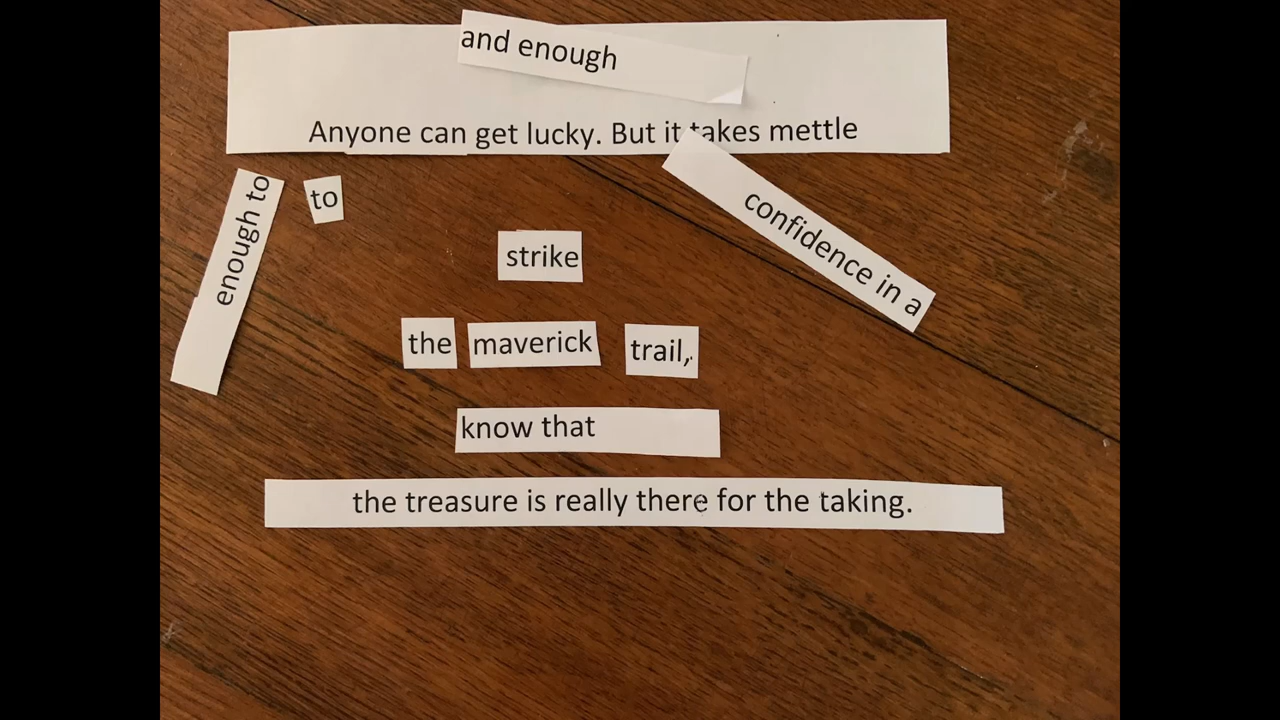 and enough
Anyone can get lucky. But it takes mettle
enough to
to
confidence in a
strike
the maverick trail,
know that
the treasure is really there for the taking.